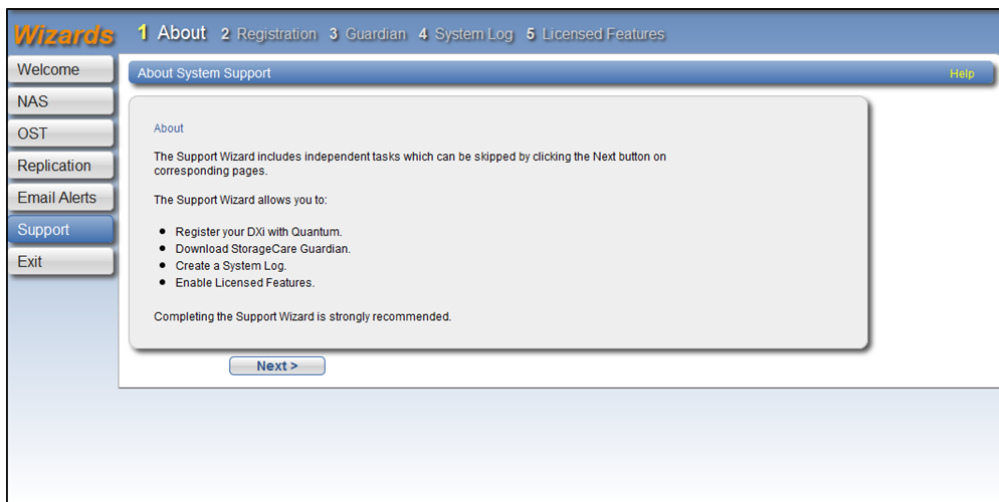 Wizards
1 About 2 Registration 3 Guardian 4 System Log 5 Licensed Features
Welcome
NAS
OST
Replication
Email Alerts
Support
Exit
About System Support
Help
About
The Support Wizard includes independent tasks which can be skipped by clicking the Next button on
corresponding pages.
The Support Wizard allows you to:
• Register your DXi with Quantum.
• Download StorageCare Guardian.
• Create a System Log.
• Enable Licensed Features.
Completing the Support Wizard is strongly recommended.
Next >